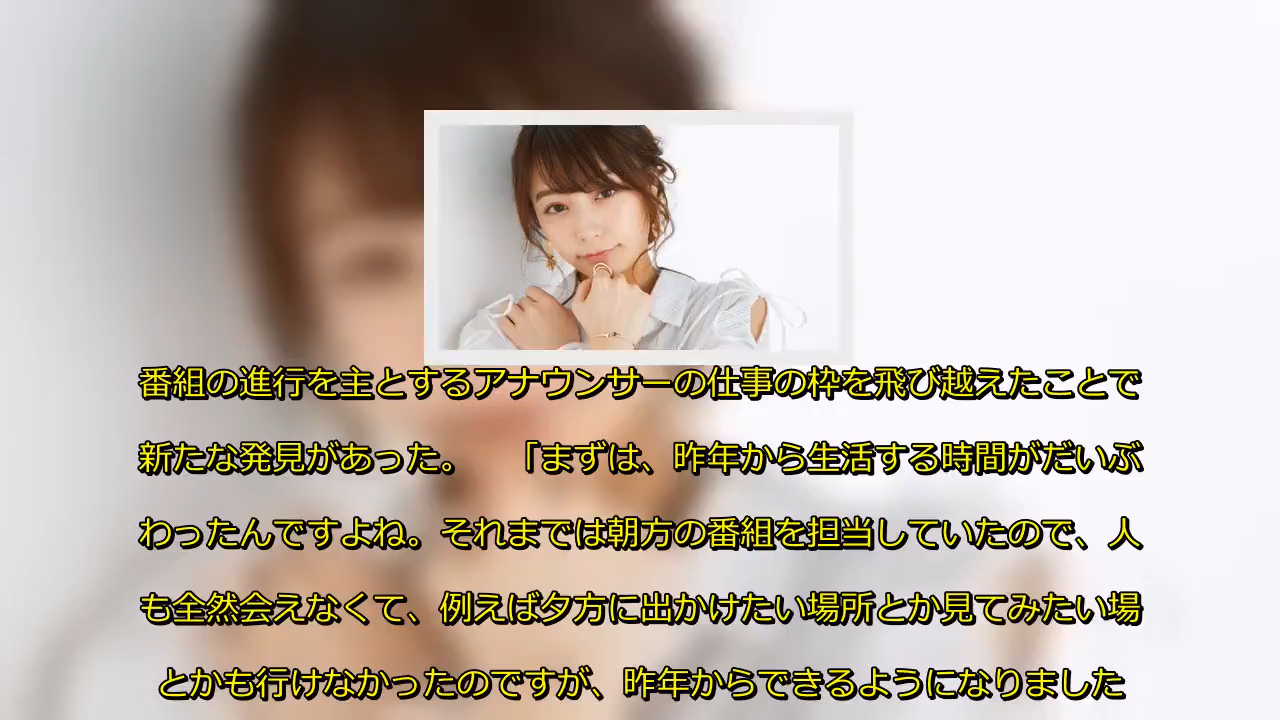 番組の進行を主とするアナウンサーの仕事の枠を飛び越えたことで
新たな発見があった。　「まずは、昨年から生活する時間がだいぶ
わったんですよね。それまでは朝方の番組を担当していたので、人
も全然会えなくて、例えば夕方に出かけたい場所とか見てみたい場
とかも行けなかったのですが、昨年からできるようになりました